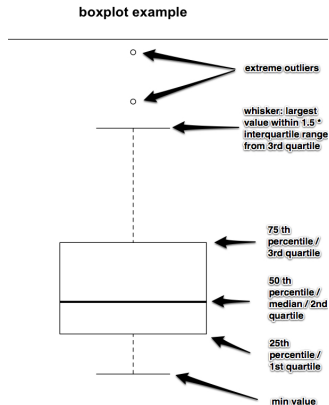 boxplot example
extreme outliers
whisker: largest
value within 1.5 *
interquartile range
from 3rd quartile
75 th
percentile /
3rd quartile
50 th
percentile /
median / 2nd
quartile
25th
percentile /
1st quartile
min value